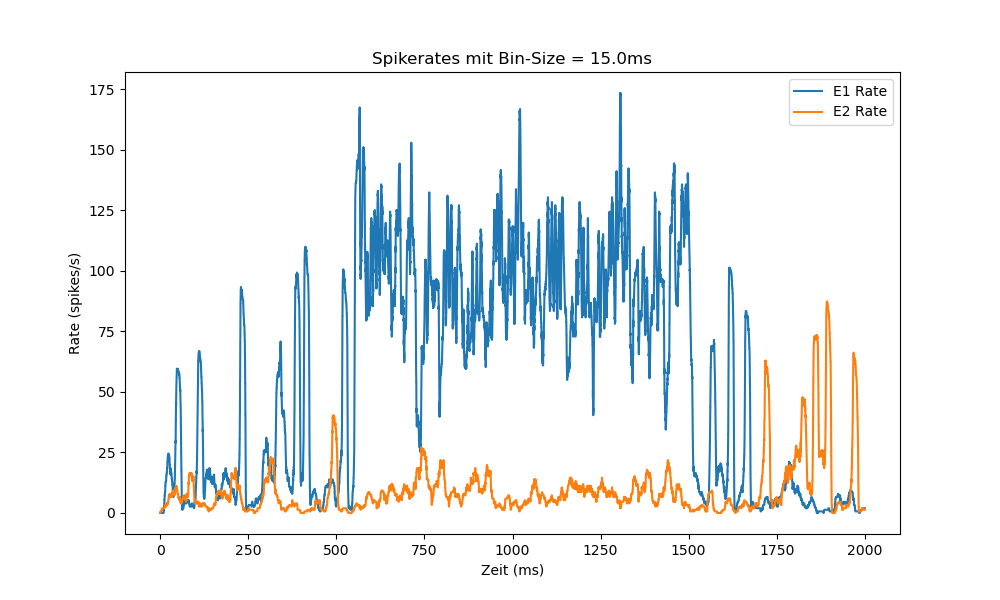 Spikerates mit Bin-Size = 15.0ms
E1 Rate
E2 Rate
Rate (spikes/s)
175
150
125
100
75
50
25
0
0 250 500 750 1000 1250 1500 1750 2000
Zeit (ms)